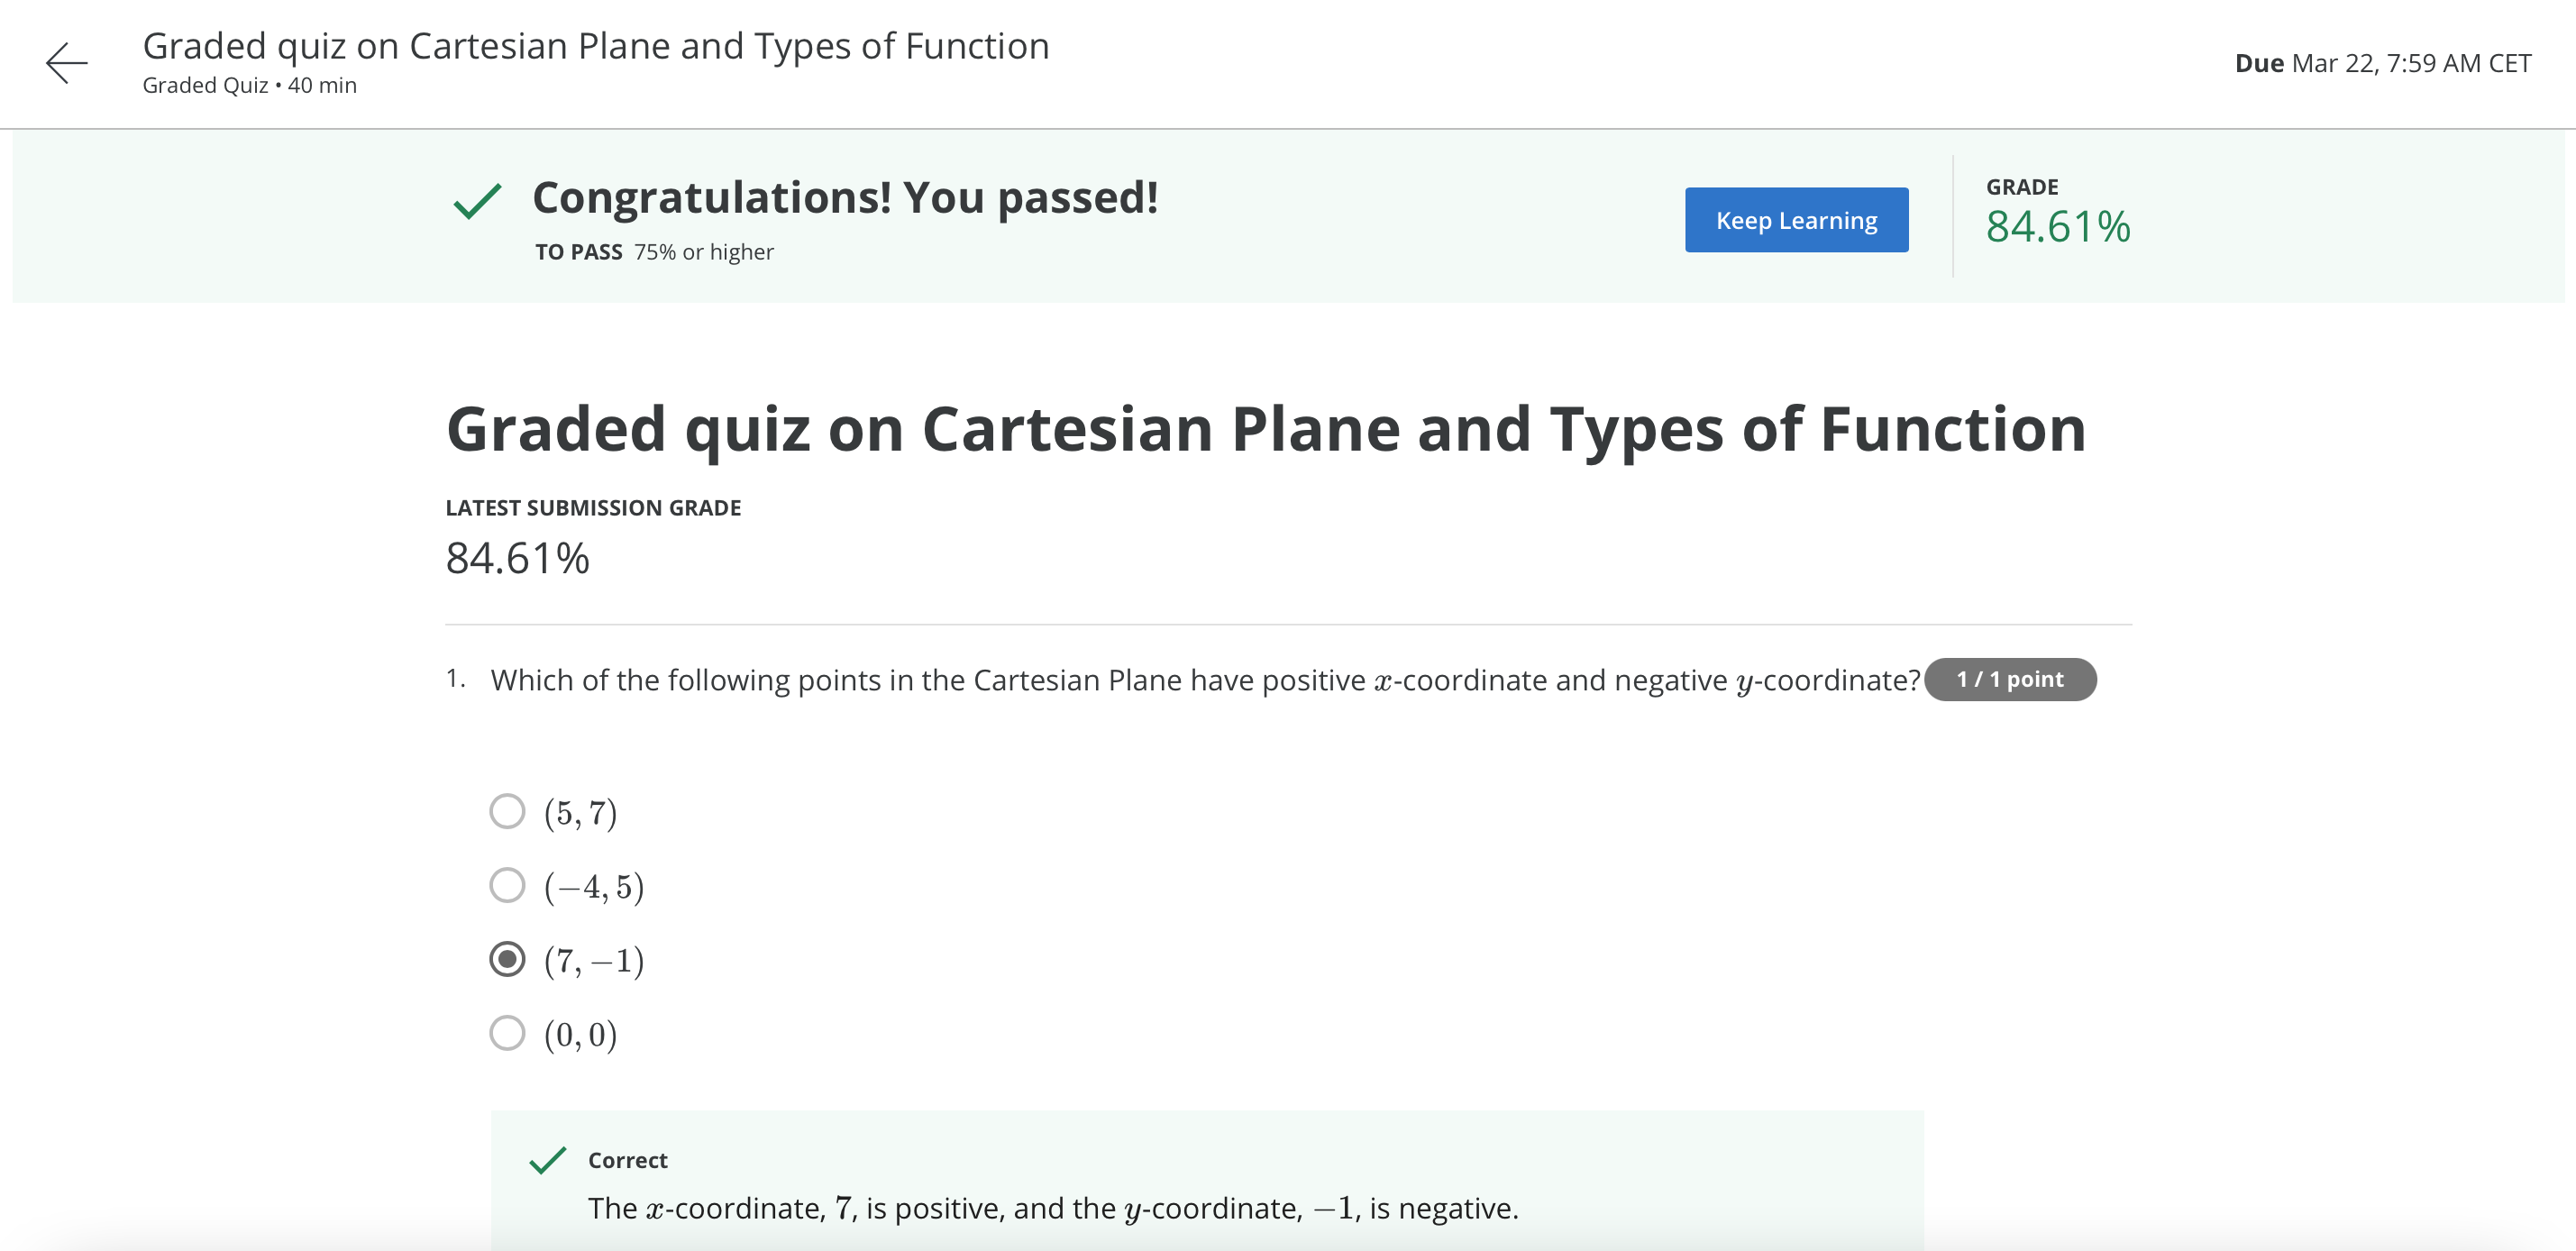 Graded quiz on Cartesian Plane and Types of Function
Graded Quiz • 40 min
Due Mar 22, 7:59 AM CET
Congratulations! You passed!
TO PASS 75% or higher
Keep Learning
GRADE
84.61%
Graded quiz on Cartesian Plane and Types of Function
LATEST SUBMISSION GRADE
84.61%
1. Which of the following points in the Cartesian Plane have positive x-coordinate and negative y-coordinate? 1 / 1 point
(5, 7)
(−4, 5)
(7, −1)
(0, 0)
Correct
The x-coordinate, 7, is positive, and the y-coordinate, −1, is negative.